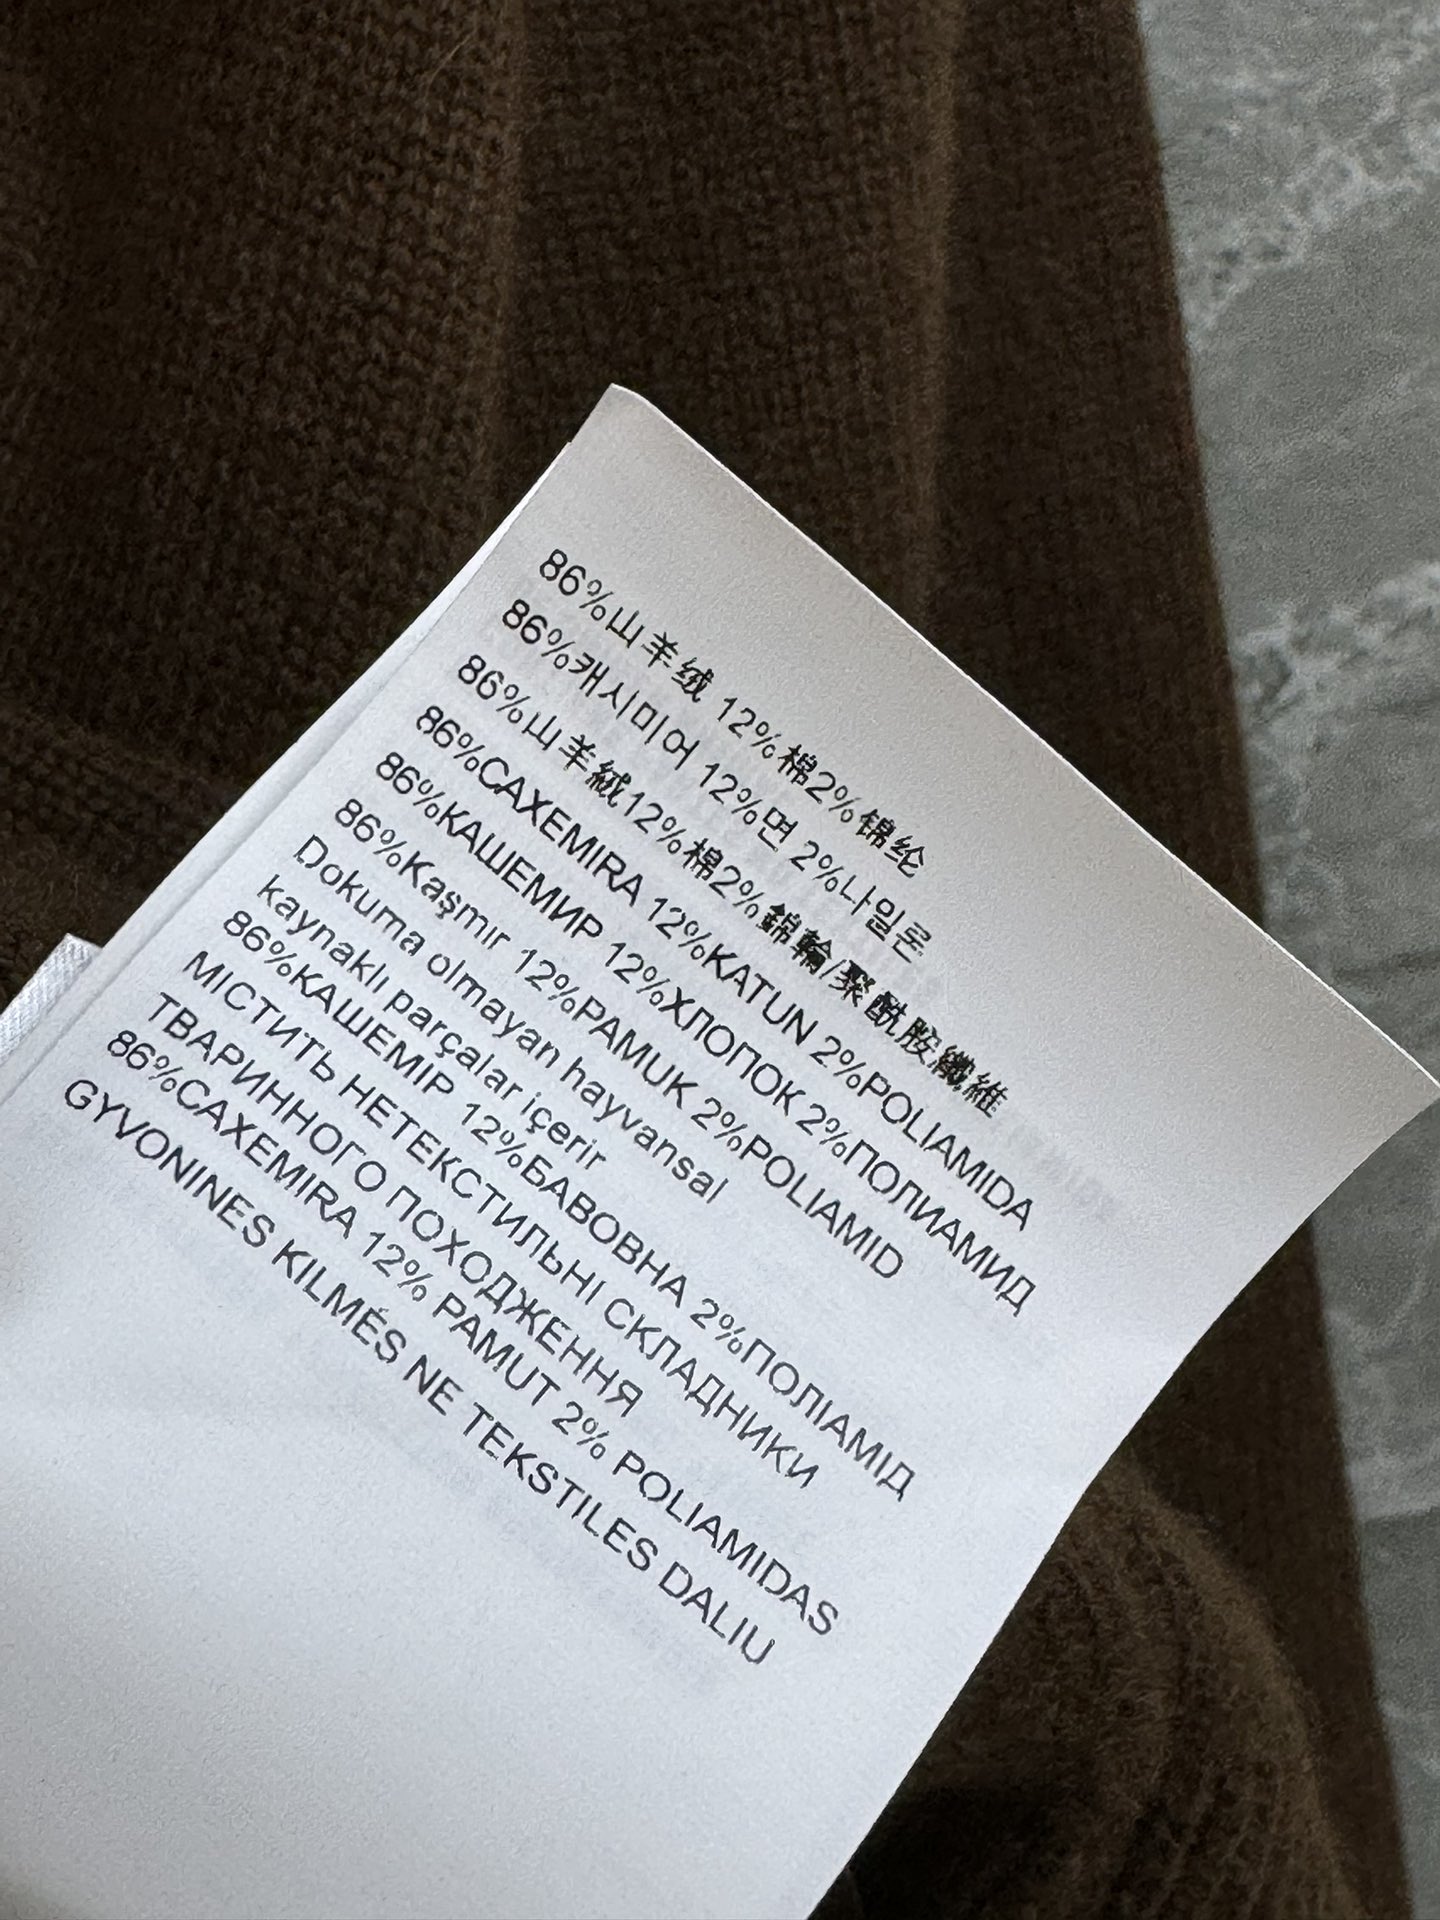 86%山羊绒 12%棉2%锦纶
86%캐시미어 12%면 2%나일론
86%山羊絨12%棉2%錦輪/聚酰胺纖維
86%CAXEMIRA 12%KATUN 2%POLIAMIDA
86%КАШЕМИР 12%ХЛОПОК 2%ПОЛИАМИД
86%Kaşmır 12%PAMUK 2%POLIAMID
Dokuma olmayan hayvansal
kaynaklı parçalar içerir
86%КАШЕМІР 12%БАВОВНА 2%ПОЛІАМІД
МІСТИТЬ НЕТЕКСТИЛЬНІ СКЛАДНИКИ
ТВАРИННОГО ПОХОДЖЕННЯ
86%CAXEMIRA 12% PAMUT 2% POLIAMIDAS
GYVONINES KILMÉS NE TEKSTILES DALIU